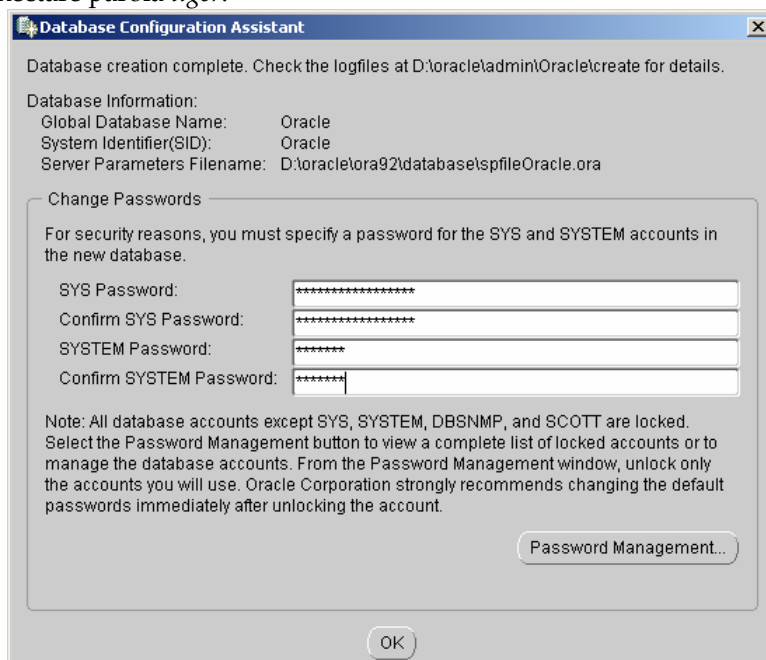 parola tiger.
Database Configuration Assistant
Database creation complete. Check the logfiles at D:\oracle\admin\Oracle\create for details.
Database Information:
Global Database Name: Oracle
System Identifier(SID): Oracle
Server Parameters Filename: D:\oracle\ora92\database\spfileOracle.ora
Change Passwords
For security reasons, you must specify a password for the SYS and SYSTEM accounts in
the new database.
SYS Password: *****************
Confirm SYS Password: *****************
SYSTEM Password: *******
Confirm SYSTEM Password: *******
Note: All database accounts except SYS, SYSTEM, DBSNMP, and SCOTT are locked.
Select the Password Management button to view a complete list of locked accounts or to
manage the database accounts. From the Password Management window, unlock only
the accounts you will use. Oracle Corporation strongly recommends changing the default
passwords immediately after unlocking the account.
Password Management...
OK